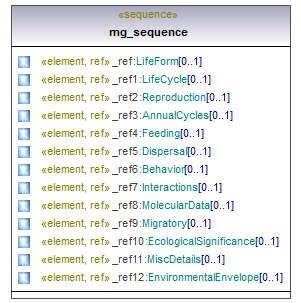 «sequence»
mg_sequence
«element, ref» _ref:LifeForm[0..1]
«element, ref» _ref1:LifeCycle[0..1]
«element, ref» _ref2:Reproduction[0..1]
«element, ref» _ref3:AnnualCycles[0..1]
«element, ref» _ref4:Feeding[0..1]
«element, ref» _ref5:Dispersal[0..1]
«element, ref» _ref6:Behavior[0..1]
«element, ref» _ref7:Interactions[0..1]
«element, ref» _ref8:MolecularData[0..1]
«element, ref» _ref9:Migratory[0..1]
«element, ref» _ref10:EcologicalSignificance[0..1]
«element, ref» _ref11:MiscDetails[0..1]
«element, ref» _ref12:EnvironmentalEnvelope[0..1]